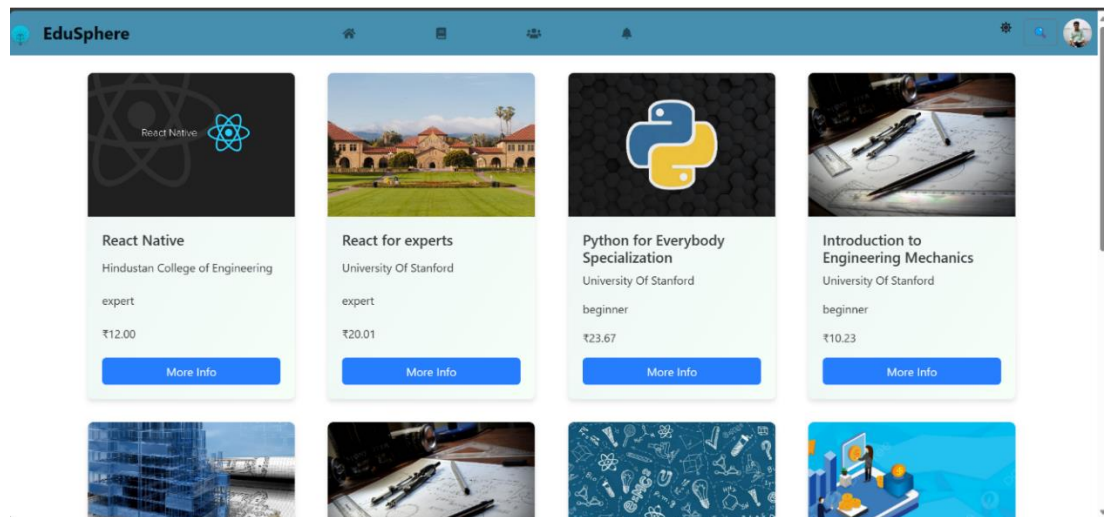 EduSphere
React Native
React Native
Hindustan College of Engineering
expert
₹12.00
More Info
React for experts
University Of Stanford
expert
₹20.01
More Info
Python for Everybody
Specialization
University Of Stanford
beginner
₹23.67
More Info
Introduction to
Engineering Mechanics
University Of Stanford
beginner
₹10.23
More Info